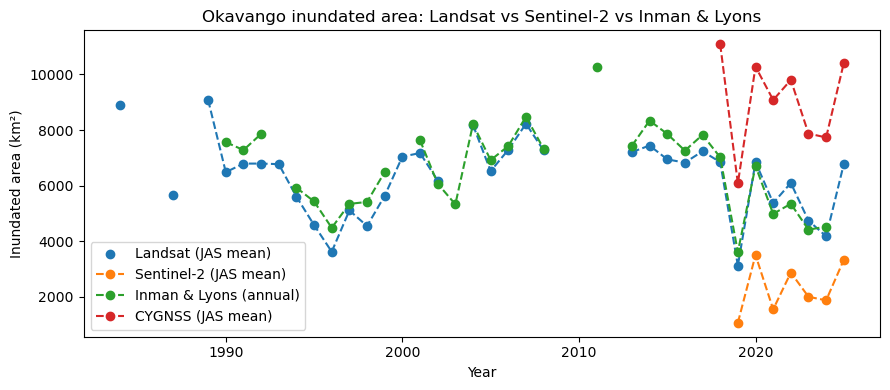 Okavango inundated area: Landsat vs Sentinel-2 vs Inman & Lyons
Inundated area (km²)
10000
8000
6000
4000
2000
Landsat (JAS mean)
Sentinel-2 (JAS mean)
Inman & Lyons (annual)
CYGNSS (JAS mean)
1990
2000
2010
2020
Year